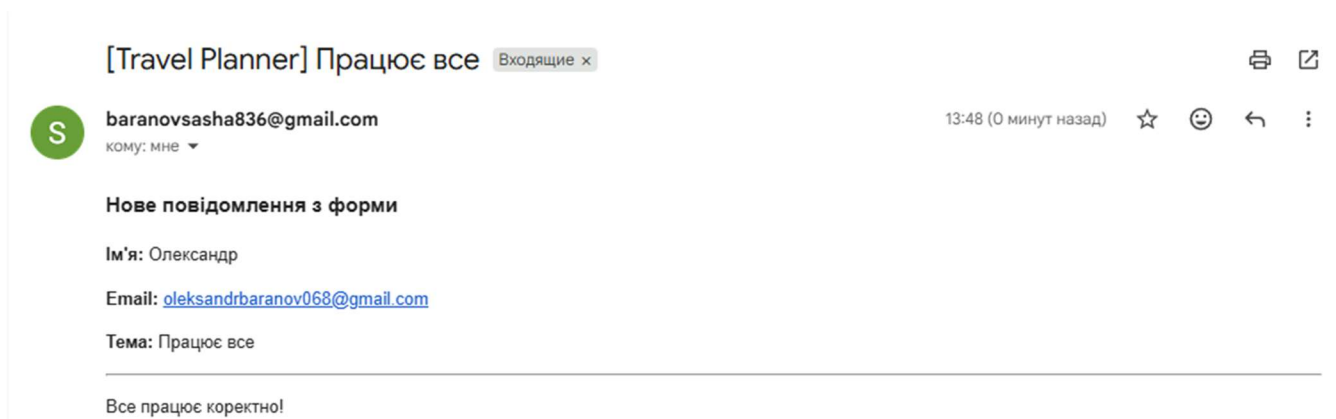 [Travel Planner] Працює все Входящие ×
S
baranovsasha836@gmail.com 13:48 (0 минут назад)
кому: мне
Нове повідомлення з форми
Ім'я: Олександр
Email: oleksandrbaranov068@gmail.com
Тема: Працює все
Все працює коректно!